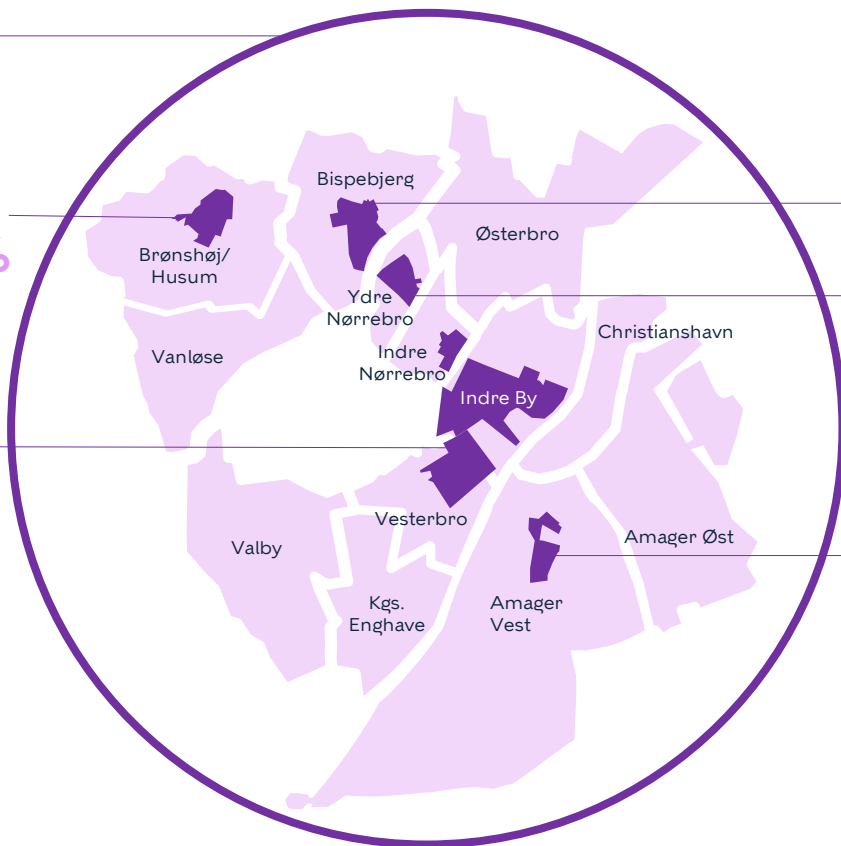 Bispebjerg
Østerbro
Brønshøj/
Husum
Ydre
Nørrebro
Christianshavn
Vanløse
Indre
Nørrebro
Indre By
Vesterbro
Valby
Amager Øst
Kgs.
Enghave
Amager
Vest